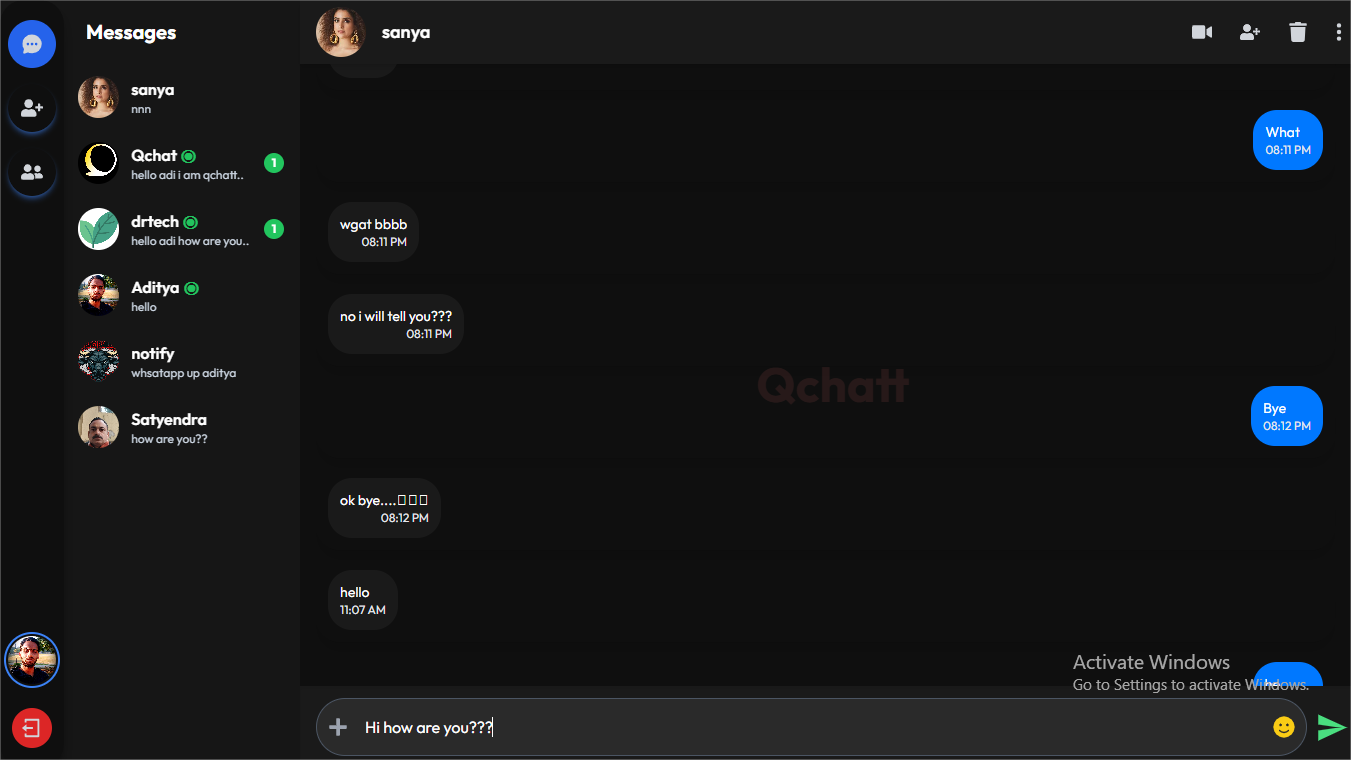 Messages
sanya
nnn
Qchat
hello adi i am qchatt..
1
drtech
hello adi how are you..
1
Aditya
hello
notify
whsatapp up aditya
Satyendra
how are you??
sanya
What
08:11 PM
wgat bbbb
08:11 PM
no i will tell you???
08:11 PM
Qchatt
Bye
08:12 PM
ok bye....
08:12 PM
hello
11:07 AM
Activate Windows
Go to Settings to activate Windows.
Hi how are you???